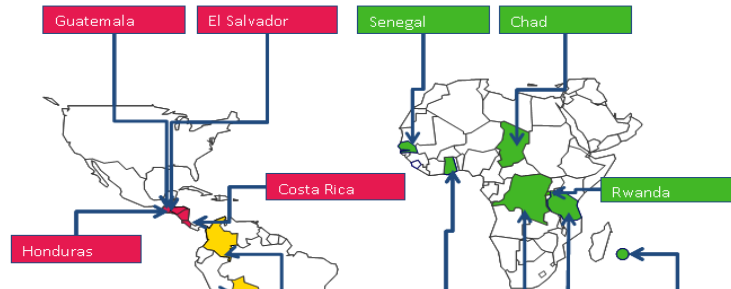 Guatemala
El Salvador
Senegal
Chad
Costa Rica
Rwanda
Honduras